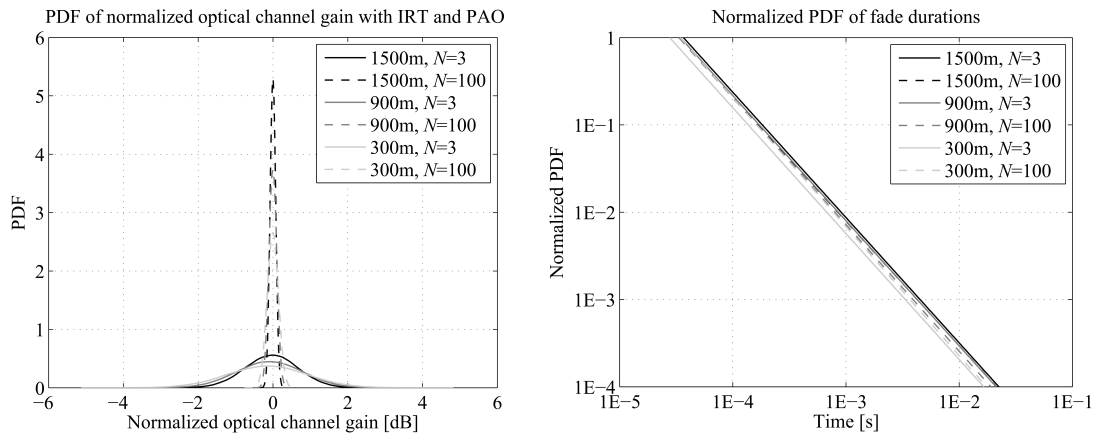 PDF of normalized optical channel gain with IRT and PAO
6
5
4
3
2
1
0
−6
−4
−2
0
2
4
6
PDF
Normalized optical channel gain [dB]
1500m, N=3
1500m, N=100
900m, N=3
900m, N=100
300m, N=3
300m, N=100
Normalized PDF of fade durations
1
1E−1
1E−2
1E−3
1E−4
1E−5
1E−4
1E−3
1E−2
1E−1
Normalized PDF
Time [s]
1500m, N=3
1500m, N=100
900m, N=3
900m, N=100
300m, N=3
300m, N=100